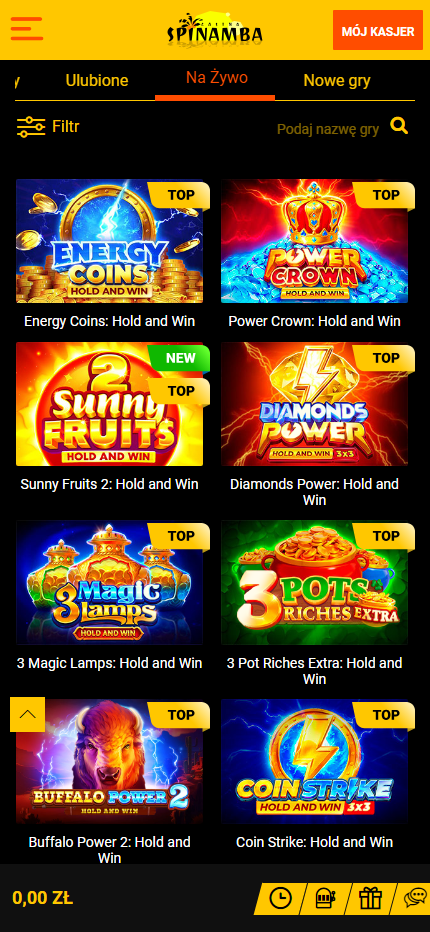 CASINO
SPINAMBA
MÓJ KASJER
y
Ulubione
Na Żywo
Nowe gry
Filtr
Podaj nazwę gry
TOP
ENERGY
COINS
HOLD AND WIN
Energy Coins: Hold and Win
TOP
POWER
CROWN
HOLD AND WIN
Power Crown: Hold and Win
NEW
TOP
2
Sunny
FRUITS
HOLD AND WIN
Sunny Fruits 2: Hold and Win
TOP
DIAMONDS
POWER
HOLD AND WIN 3x3
Diamonds Power: Hold and
Win
TOP
3 Magic
Lamps
HOLD AND WIN
3 Magic Lamps: Hold and Win
TOP
3 POTS
RICHES EXTRA
3 Pot Riches Extra: Hold and
Win
TOP
BUFFALO POWER 2
HOLD AND WIN
Buffalo Power 2: Hold and
Win
TOP
COIN STRIKE
HOLD AND WIN 3x3
Coin Strike: Hold and Win
0,00 ZŁ